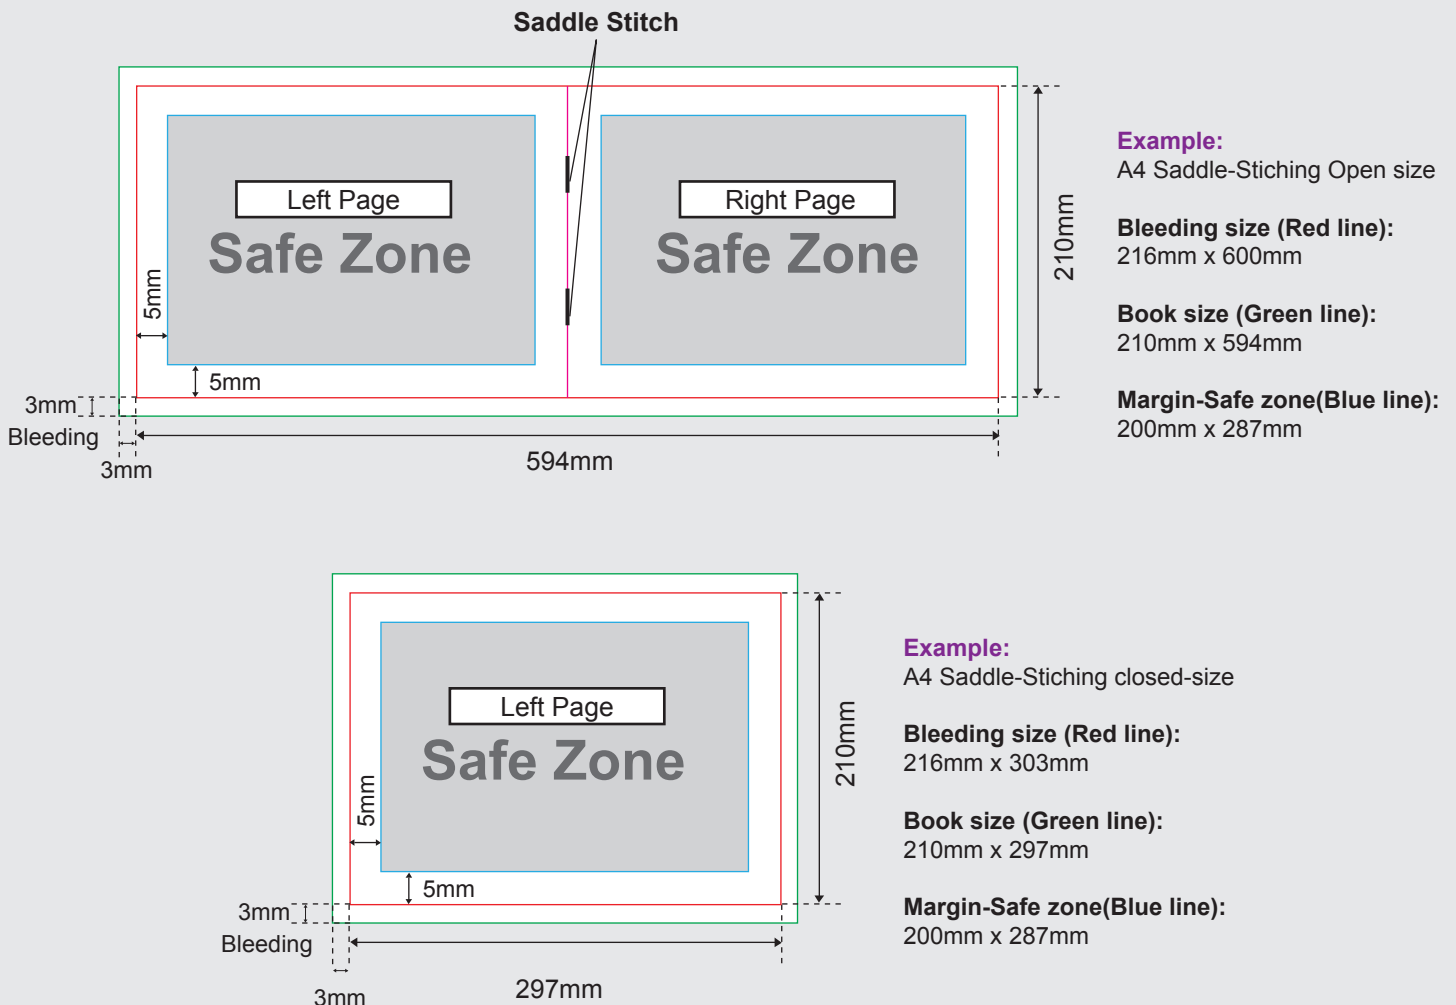 Saddle Stitch
Left Page
Safe Zone
Right Page
Safe Zone
5mm
5mm
3mm
Bleeding
3mm
594mm
210mm
Example:
A4 Saddle-Stiching Open size
Bleeding size (Red line):
216mm x 600mm
Book size (Green line):
210mm x 594mm
Margin-Safe zone(Blue line):
200mm x 287mm
Left Page
Safe Zone
5mm
5mm
3mm
Bleeding
3mm
297mm
210mm
Example:
A4 Saddle-Stiching closed-size
Bleeding size (Red line):
216mm x 303mm
Book size (Green line):
210mm x 297mm
Margin-Safe zone(Blue line):
200mm x 287mm